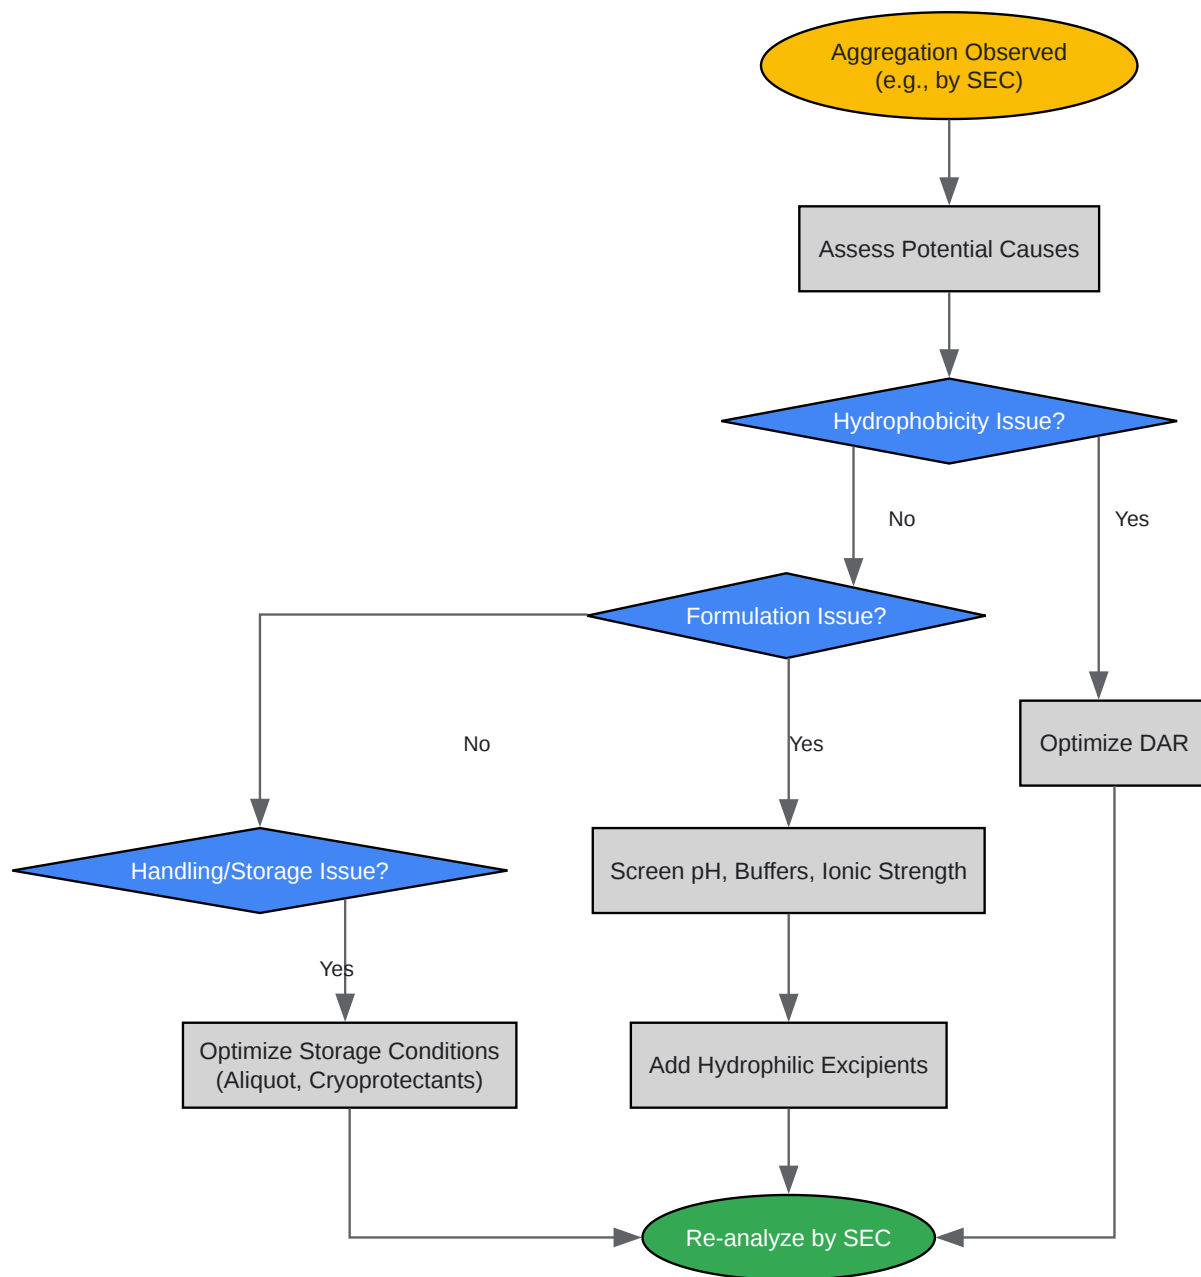 Aggregation Observed
(e.g., by SEC)
Assess Potential Causes
Hydrophobicity Issue?
No
Yes
Formulation Issue?
No
Yes
Optimize DAR
Handling/Storage Issue?
Screen pH, Buffers, Ionic Strength
Yes
Optimize Storage Conditions
(Aliquot, Cryoprotectants)
Add Hydrophilic Excipients
Re-analyze by SEC